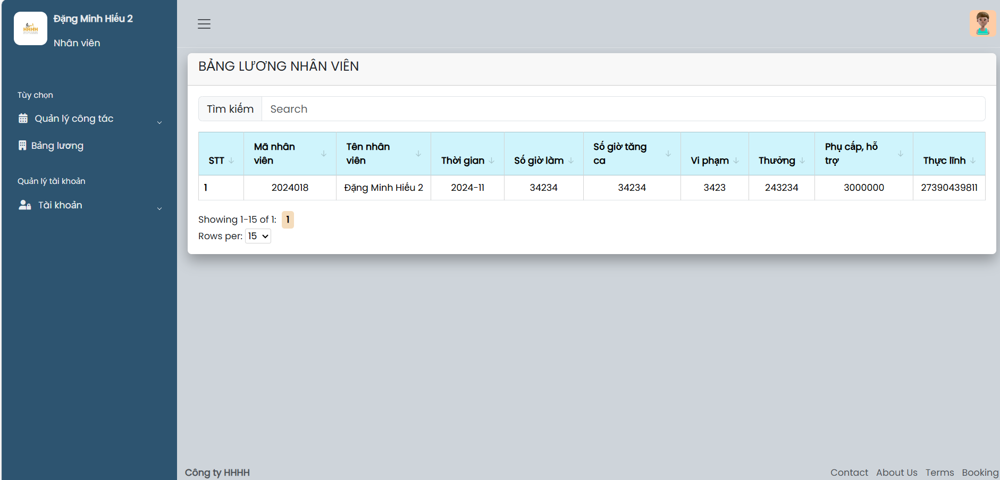 HHHH
Đặng Minh Hiếu 2
Nhân viên
Tùy chọn
Quản lý công tác
Bảng lương
Quản lý tài khoản
Tài khoản
BẢNG LƯƠNG NHÂN VIÊN
Tìm kiếm Search
STT Mã nhân viên Tên nhân viên Thời gian Số giờ làm Số giờ tăng ca Vi phạm Thưởng Phụ cấp, hỗ trợ Thực lĩnh
1 2024018 Đặng Minh Hiếu 2 2024-11 34234 34234 3423 243234 3000000 27390439811
Showing 1-15 of 1: 1
Rows per: 15
Công ty HHHH
Contact About Us Terms Booking